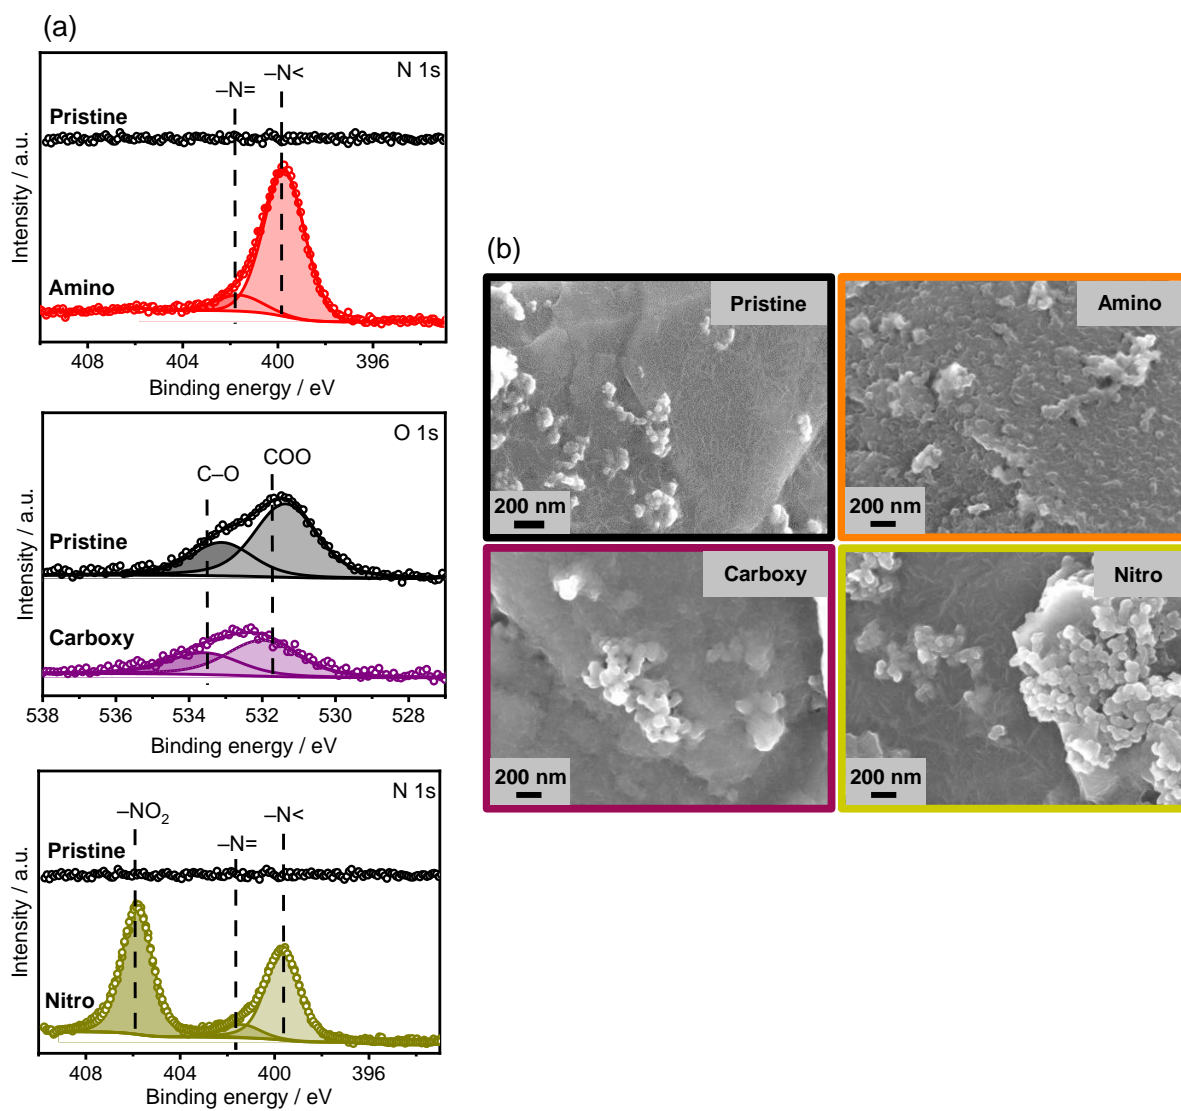 (a)
N 1s
–N<
–N=
Pristine
Amino
Intensity / a.u.
408 404 400 396
Binding energy / eV
O 1s
COO
C–O
Pristine
Carboxy
Intensity / a.u.
538 536 534 532 530 528
Binding energy / eV
N 1s
–NO₂
–N<
–N=
Pristine
Nitro
Intensity / a.u.
408 404 400 396
Binding energy / eV
(b)
Pristine
200 nm
Amino
200 nm
Carboxy
200 nm
Nitro
200 nm